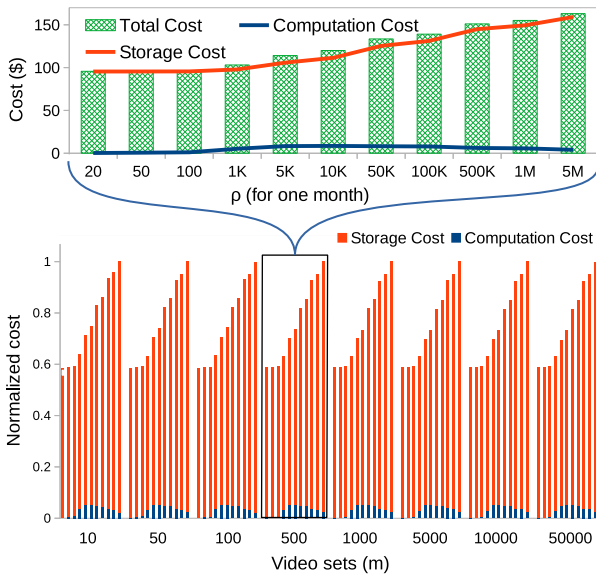 Total Cost Computation Cost
Storage Cost
Cost ($)
150
100
50
0
20 50 100 1K 5K 10K 50K 100K 500K 1M 5M
ρ (for one month)
Storage Cost Computation Cost
Normalized cost
1
0.8
0.6
0.4
0.2
0
10 50 100 500 1000 5000 10000 50000
Video sets (m)